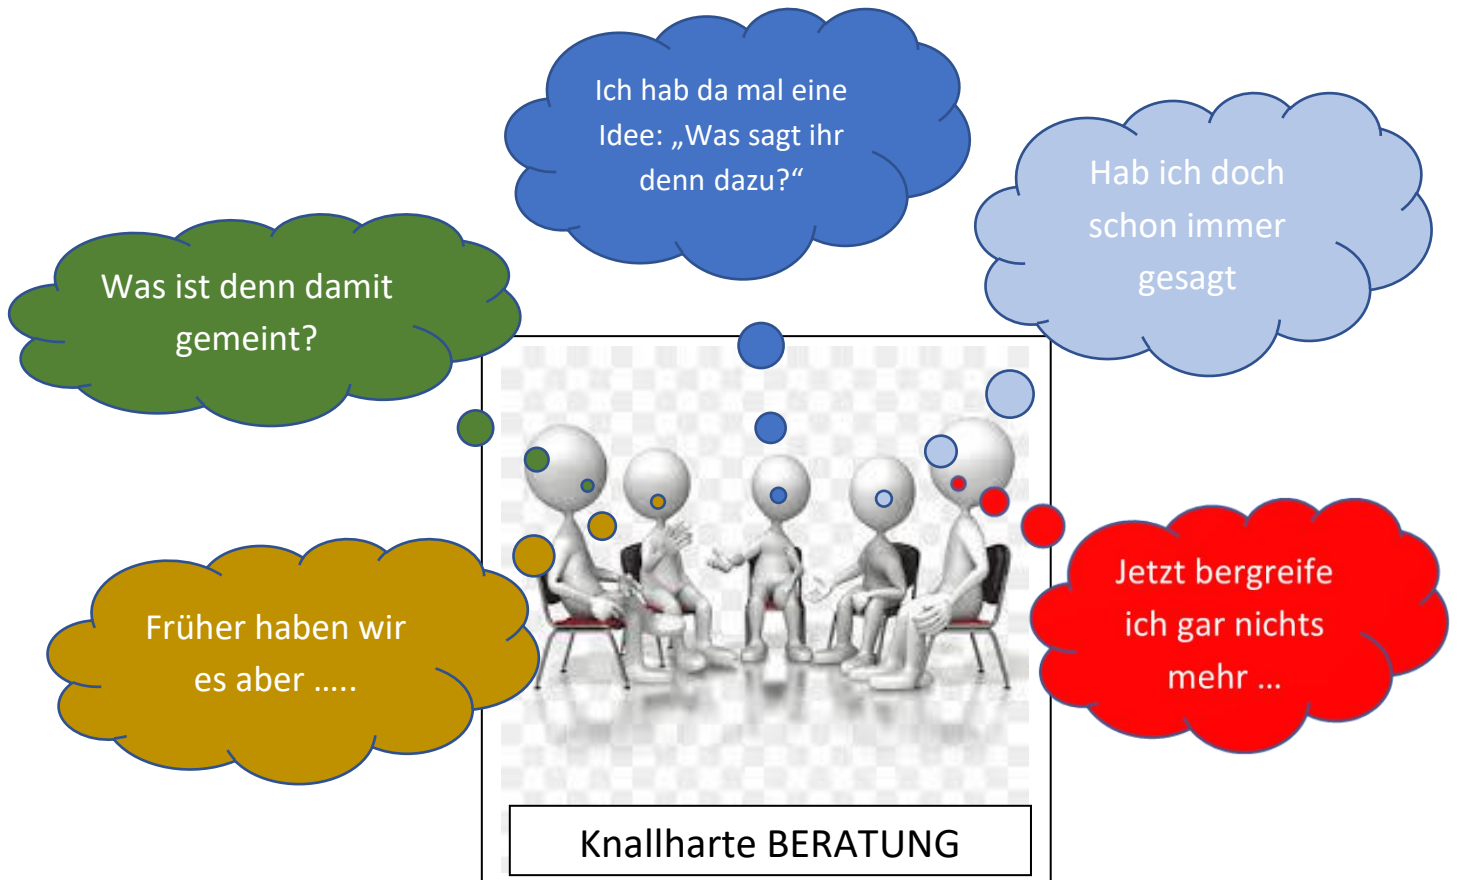 Ich hab da mal eine
Idee: „Was sagt ihr
denn dazu?“
Hab ich doch
schon immer
gesagt
Was ist denn damit
gemeint?
Früher haben wir
es aber …..
Jetzt bergreife
ich gar nichts
mehr …
Knallharte BERATUNG